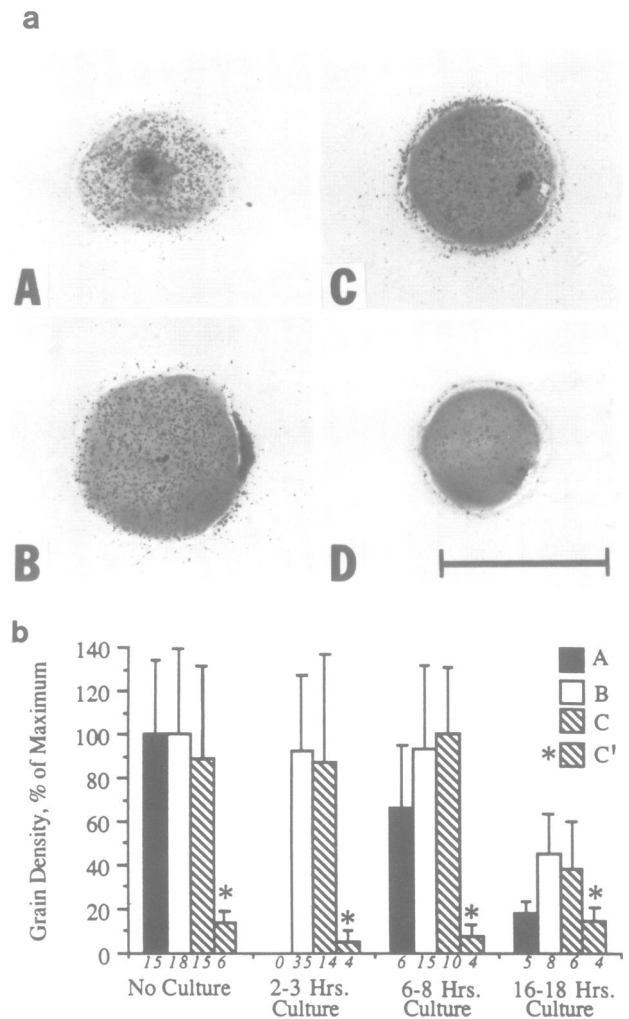 a
A
C
B
D
b
Grain Density, % of Maximum
140
120
100
80
60
40
20
0
A
B
C
* C'
*
*
*
*
15 18 15 6
0 35 14 4
6 15 10 4
5 8 6 4
No Culture
2-3 Hrs. Culture
6-8 Hrs. Culture
16-18 Hrs. Culture